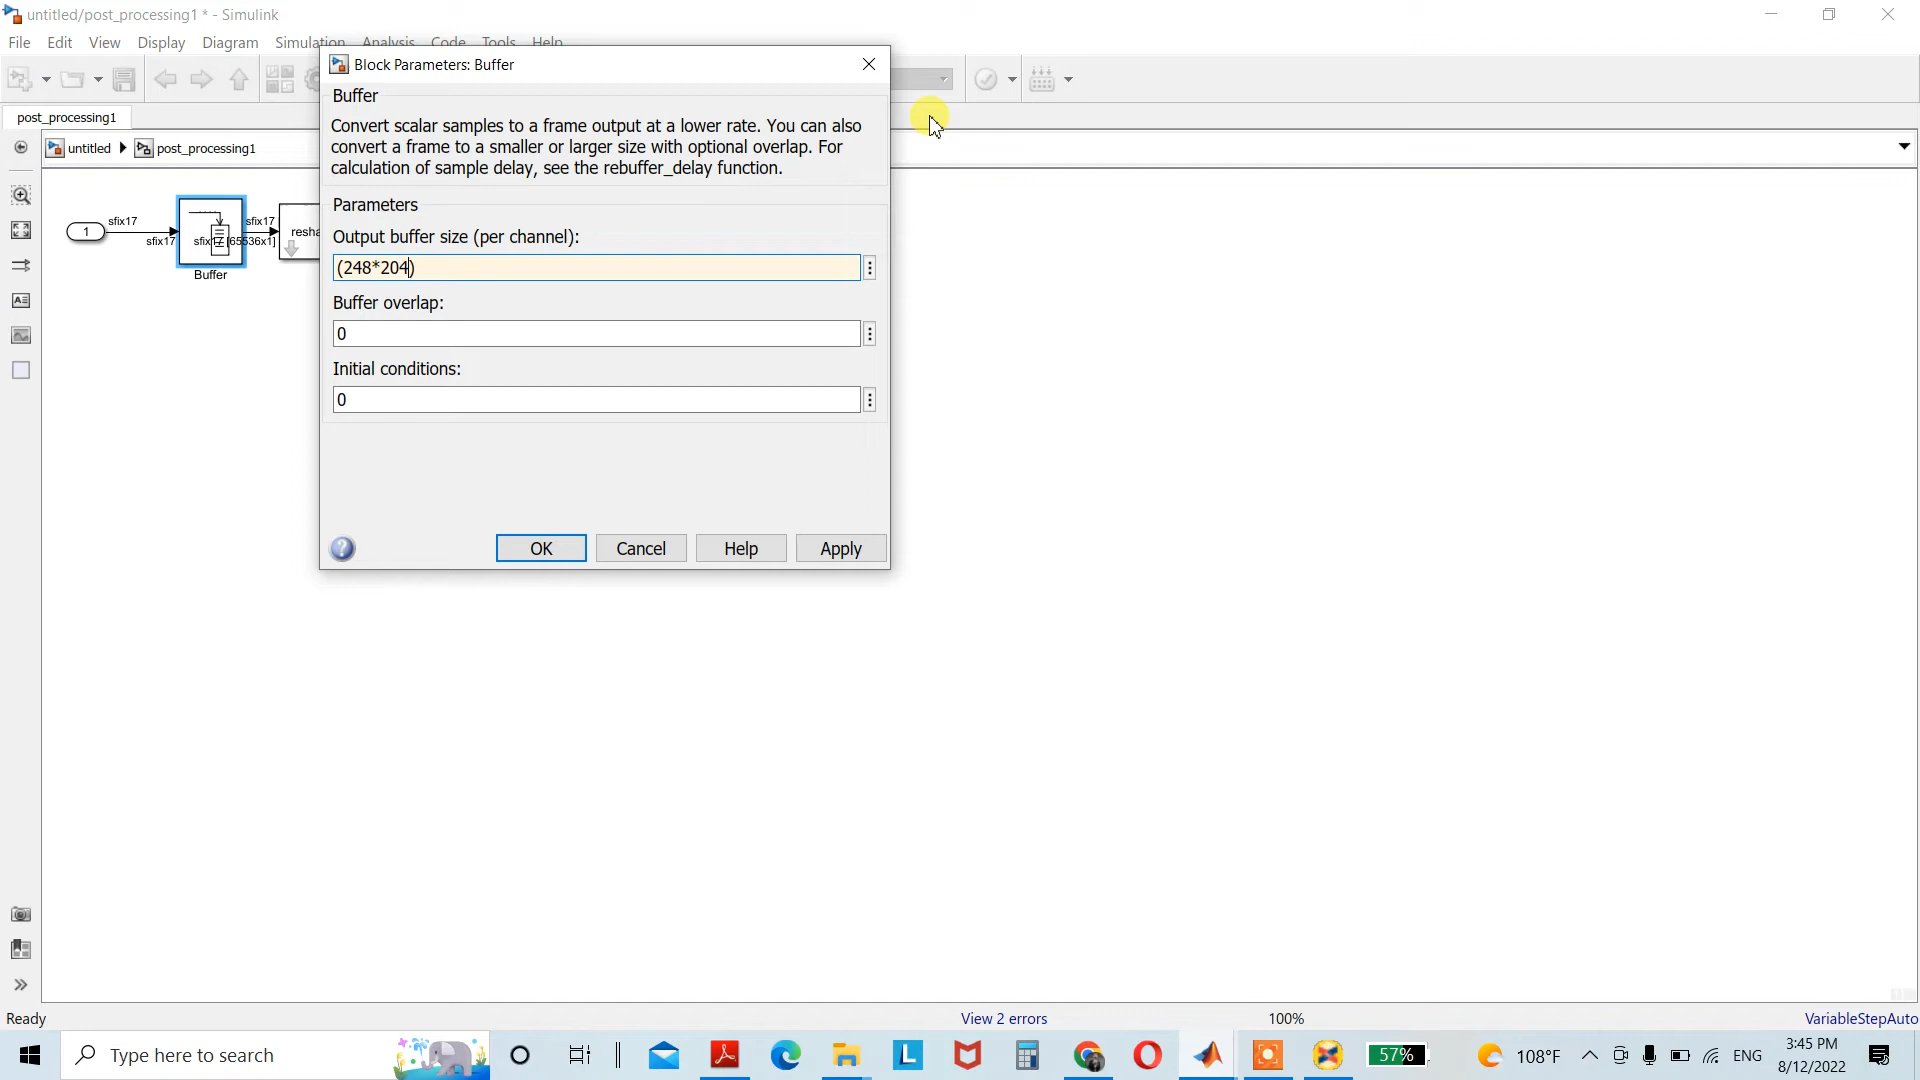 untitled/post_processing1 * - Simulink
File Edit View Display Diagram Simulation Analysis Code Tools Help
Block Parameters: Buffer
Buffer
Convert scalar samples to a frame output at a lower rate. You can also
convert a frame to a smaller or larger size with optional overlap. For
calculation of sample delay, see the rebuffer_delay function.
post_processing1
untitled post_processing1
Parameters
Output buffer size (per channel):
(248*204)
Buffer overlap:
0
Initial conditions:
0
OK Cancel Help Apply
1
sfix17
sfix17
sfix17
sfix17 [65536x1]
Buffer
resha
Ready
View 2 errors
100%
VariableStepAuto
Type here to search
L
57%
108°F
ENG
3:45 PM
8/12/2022